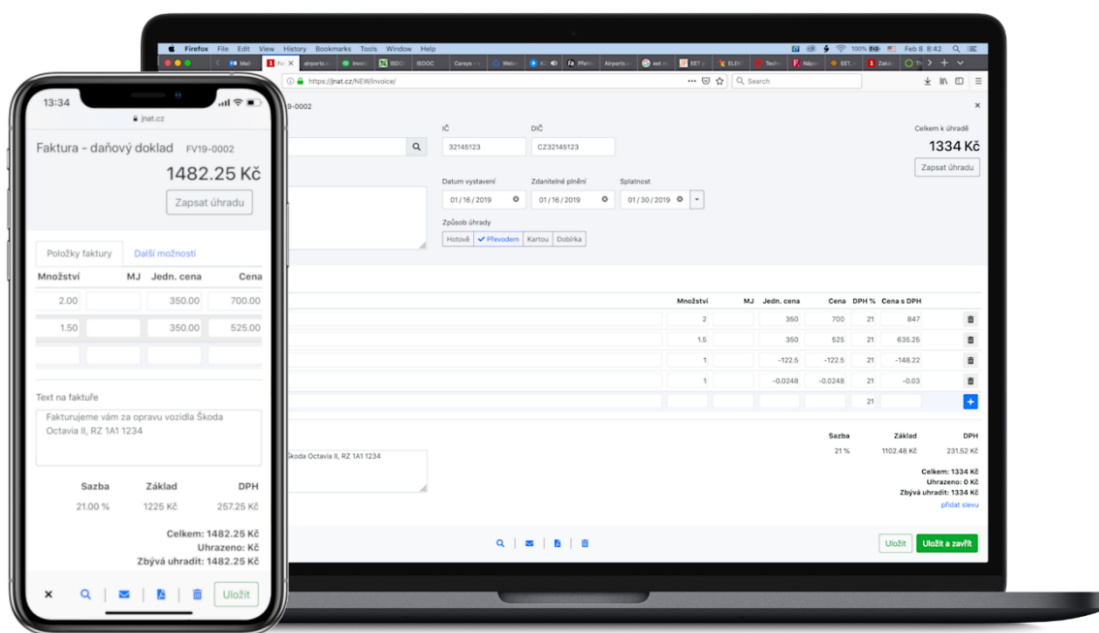 13:34
jnat.cz
Faktura - daňový doklad FV19-0002
1482.25 Kč
Zapsat úhradu
Položky faktury Další možnosti
Množství MJ Jedn. cena Cena
2.00 350.00 700.00
1.50 350.00 525.00
Text na faktuře
Fakturujeme vám za opravu vozidla Škoda
Octavia II, RZ 1A1 1234
Sazba Základ DPH
21.00 % 1225 Kč 257.25 Kč
Celkem: 1482.25 Kč
Uhrazeno: Kč
Zbývá uhradit: 1482.25 Kč
Uložit
Firefox File Edit View History Bookmarks Tools Window Help
100% Feb 8 8:42
Mail
ISDOC
https://jnat.cz/NEW/invoice/
Search
9-0002
IČ DIČ Celkem k úhradě
32145123 CZ32145123 1334 Kč
Zapsat úhradu
Datum vystavení Zdanitelné plnění Splatnost
01/16/2019 01/16/2019 01/30/2019
Způsob úhrady
Hotově Převodem Kartou Dobírka
Množství MJ Jedn. cena Cena DPH % Cena s DPH
2 350 700 21 847
1.5 350 525 21 635.25
1 -122.5 -122.5 21 -148.22
1 -0.0248 -0.0248 21 -0.03
21
Sazba Základ DPH
21 % 1102.48 Kč 231.52 Kč
Škoda Octavia II, RZ 1A1 1234
Celkem: 1334 Kč
Uhrazeno: 0 Kč
Zbývá uhradit: 1334 Kč
přidat slevu
Uložit Uložit a zavřít